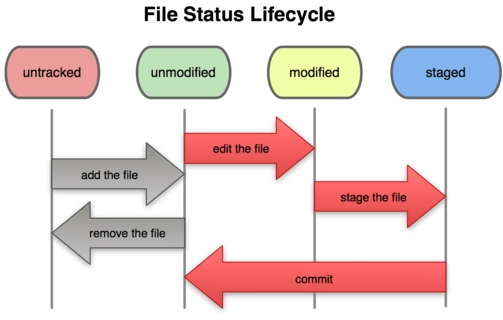 File Status Lifecycle
untracked
unmodified
modified
staged
edit the file
add the file
stage the file
remove the file
commit